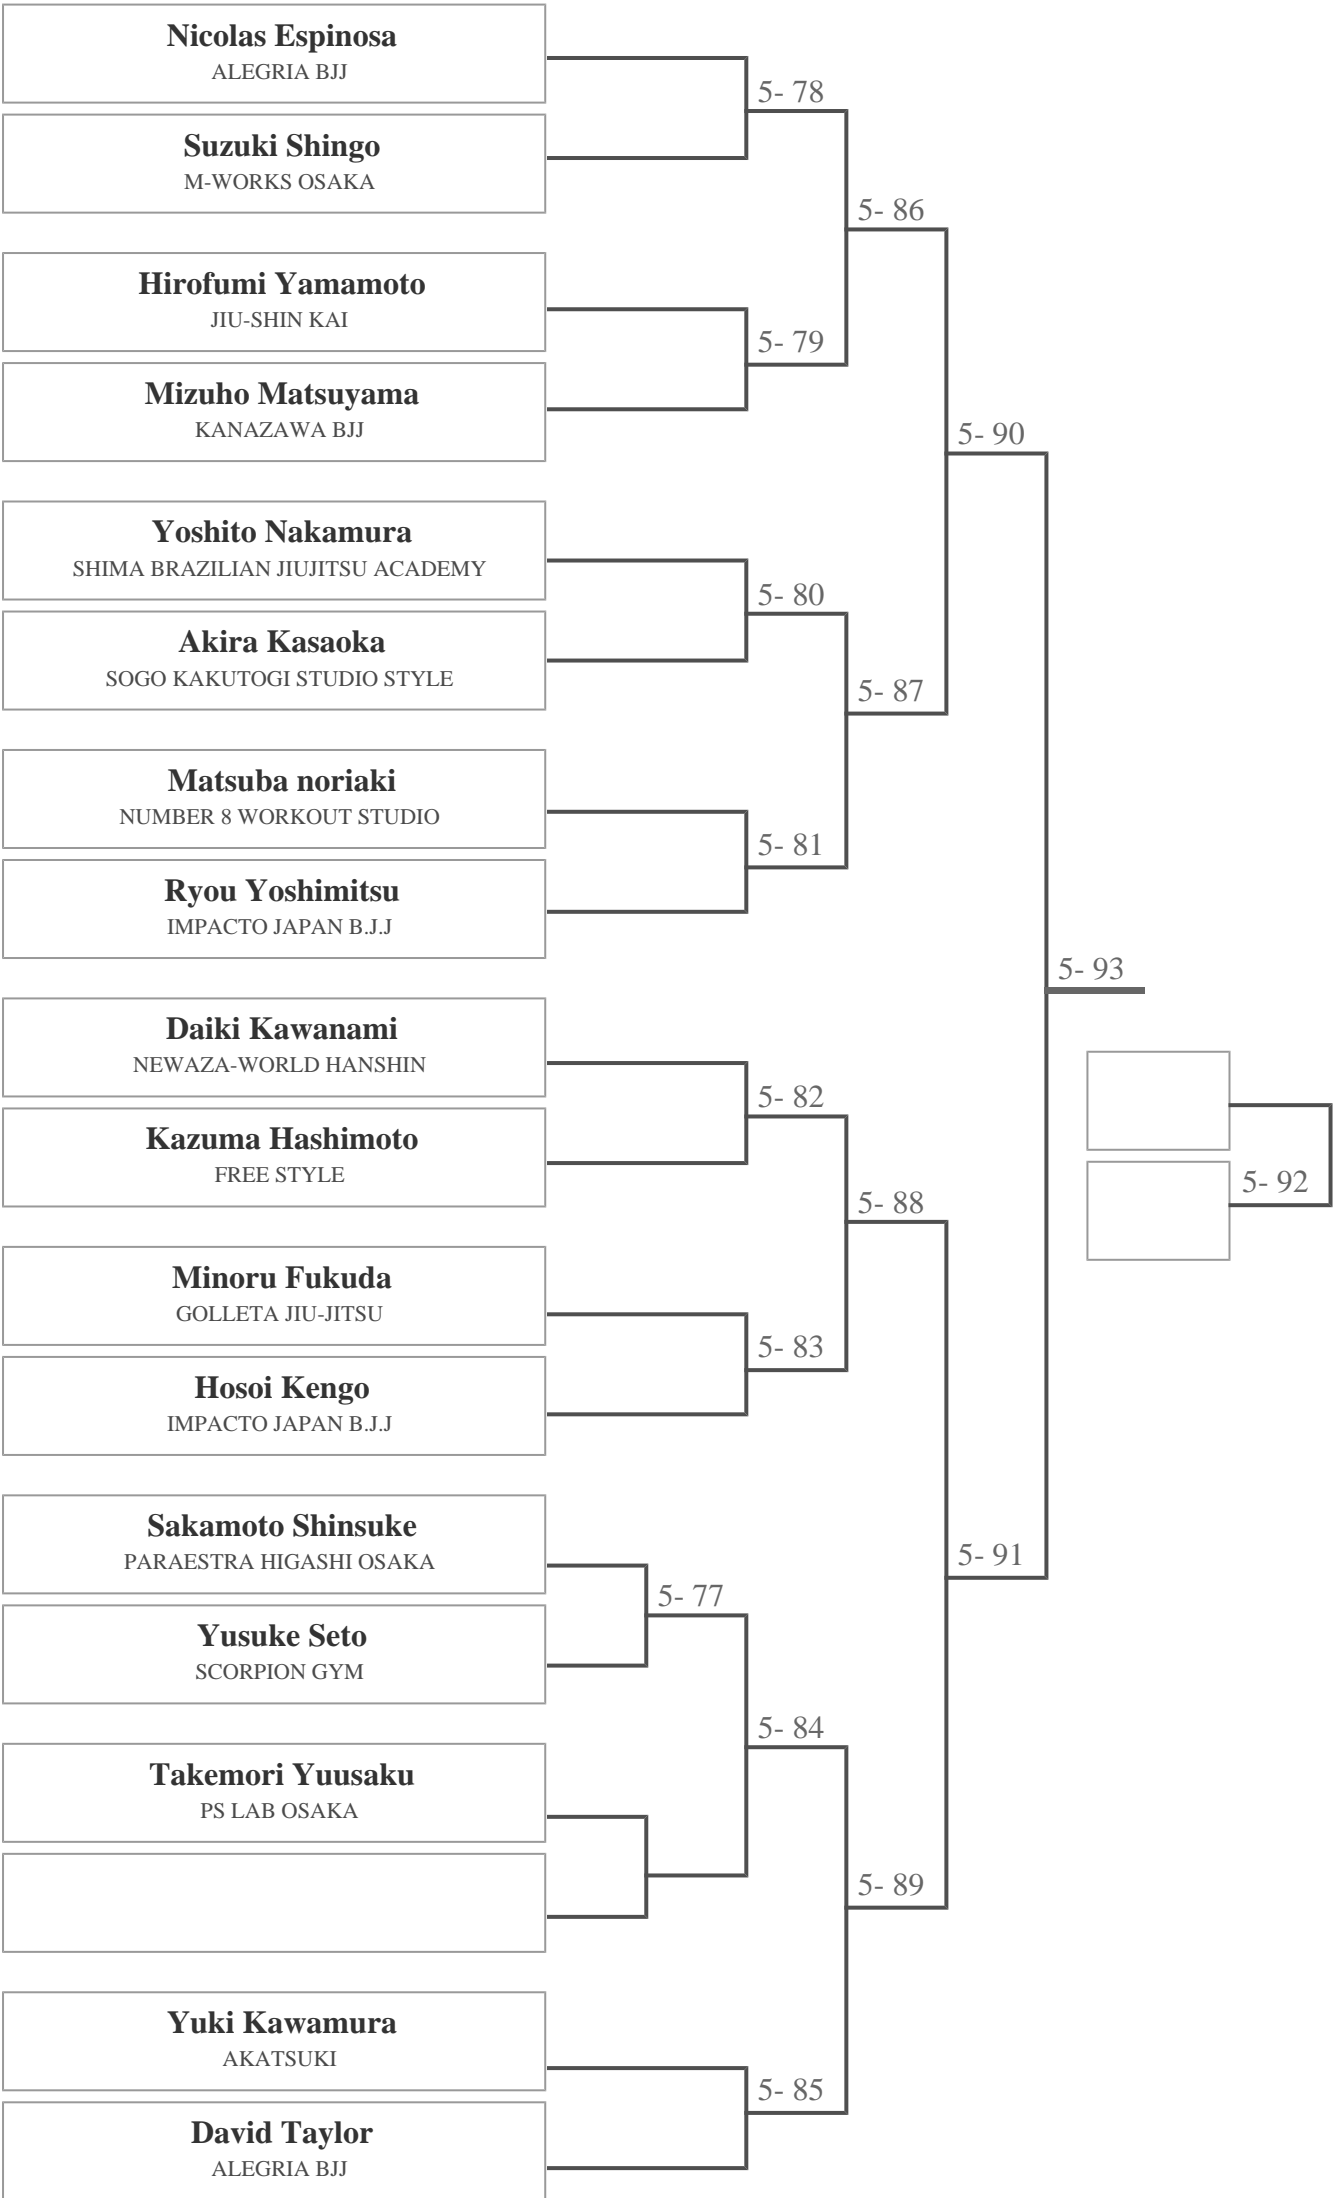 Nicolas Espinosa
ALEGRIA BJJ
5- 78
Suzuki Shingo
M-WORKS OSAKA
5- 86
Hirofumi Yamamoto
JIU-SHIN KAI
5- 79
Mizuho Matsuyama
KANAZAWA BJJ
5- 90
Yoshito Nakamura
SHIMA BRAZILIAN JIUJITSU ACADEMY
5- 80
Akira Kasaoka
SOGO KAKUTOGI STUDIO STYLE
5- 87
Matsuba noriaki
NUMBER 8 WORKOUT STUDIO
5- 81
Ryou Yoshimitsu
IMPACTO JAPAN B.J.J
5- 93
Daiki Kawanami
NEWAZA-WORLD HANSHIN
5- 82
Kazuma Hashimoto
FREE STYLE
5- 92
5- 88
Minoru Fukuda
GOLLETA JIU-JITSU
5- 83
Hosoi Kengo
IMPACTO JAPAN B.J.J
Sakamoto Shinsuke
PARAESTRA HIGASHI OSAKA
5- 91
5- 77
Yusuke Seto
SCORPION GYM
5- 84
Takemori Yuusaku
PS LAB OSAKA
5- 89
Yuki Kawamura
AKATSUKI
5- 85
David Taylor
ALEGRIA BJJ